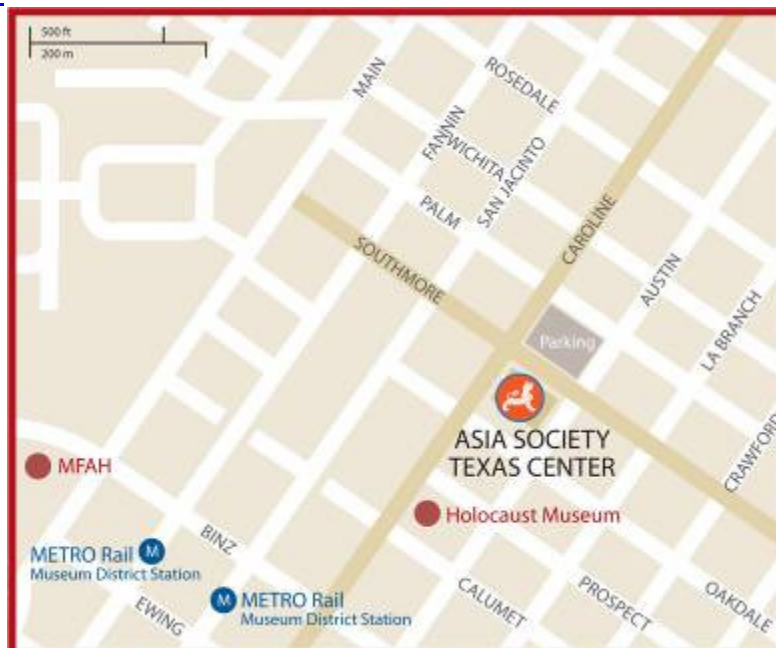 500 ft
200 m
MAIN
ROSEDALE
FANNIN
WICHITA
SAN JACINTO
PALM
CAROLINE
SOUTHMORE
AUSTIN
LA BRANCH
Parking
ASIA SOCIETY
TEXAS CENTER
CRAWFORD
MFAH
Holocaust Museum
BINZ
METRO Rail M
Museum District Station
M METRO Rail
Museum District Station
EWING
CALUMET
PROSPECT
OAKDALE